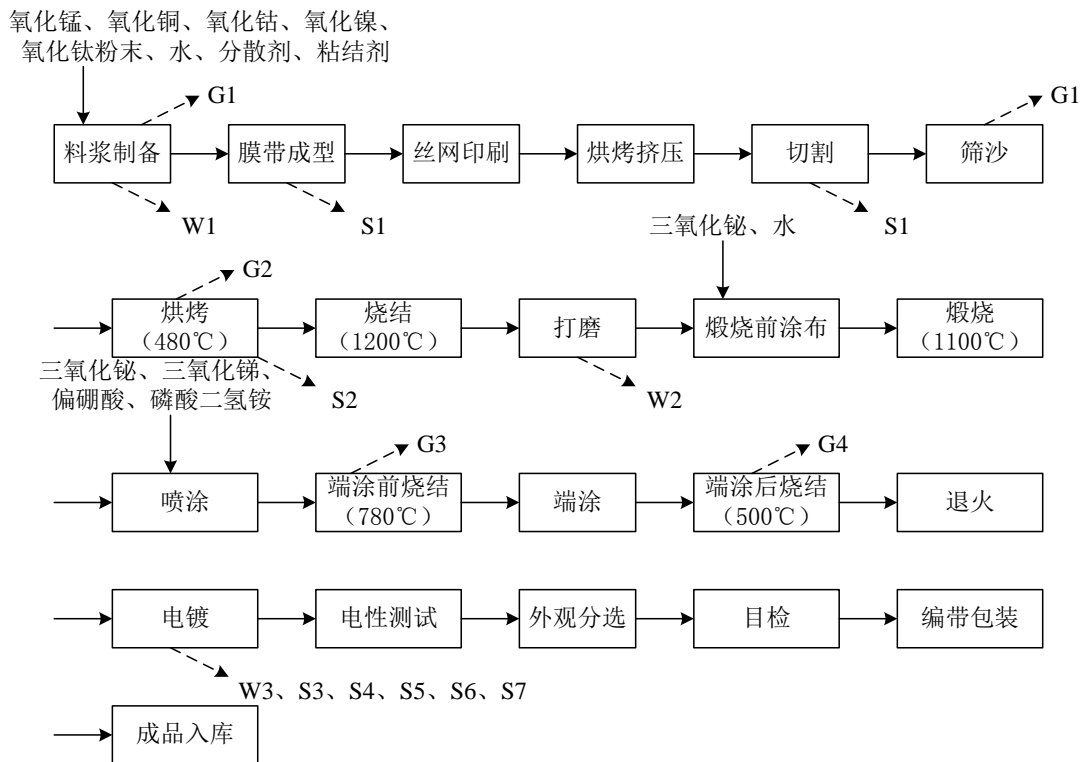 氧化锰、氧化铜、氧化钴、氧化镍、
氧化钛粉末、水、分散剂、粘结剂
G1
G1
料浆制备
膜带成型
丝网印刷
烘烤挤压
切割
筛沙
W1
S1
S1
三氧化铋、水
G2
烘烤
（480℃）
烧结
（1200℃）
打磨
煅烧前涂布
煅烧
（1100℃）
S2
W2
三氧化铋、三氧化锑、
偏硼酸、磷酸二氢铵
G3
G4
喷涂
端涂前烧结
（780℃）
端涂
端涂后烧结
（500℃）
退火
电镀
电性测试
外观分选
目检
编带包装
W3、S3、S4、S5、S6、S7
成品入库